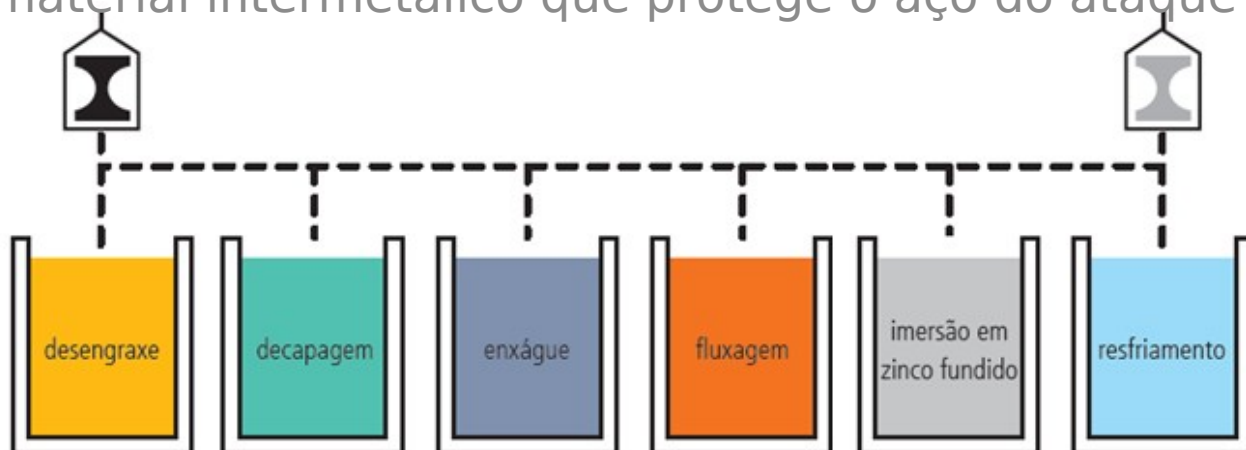 material intermetálico que protege o aço do ataque
desengraxe
decapagem
enxágue
fluxagem
imersão em
zinco fundido
resfriamento